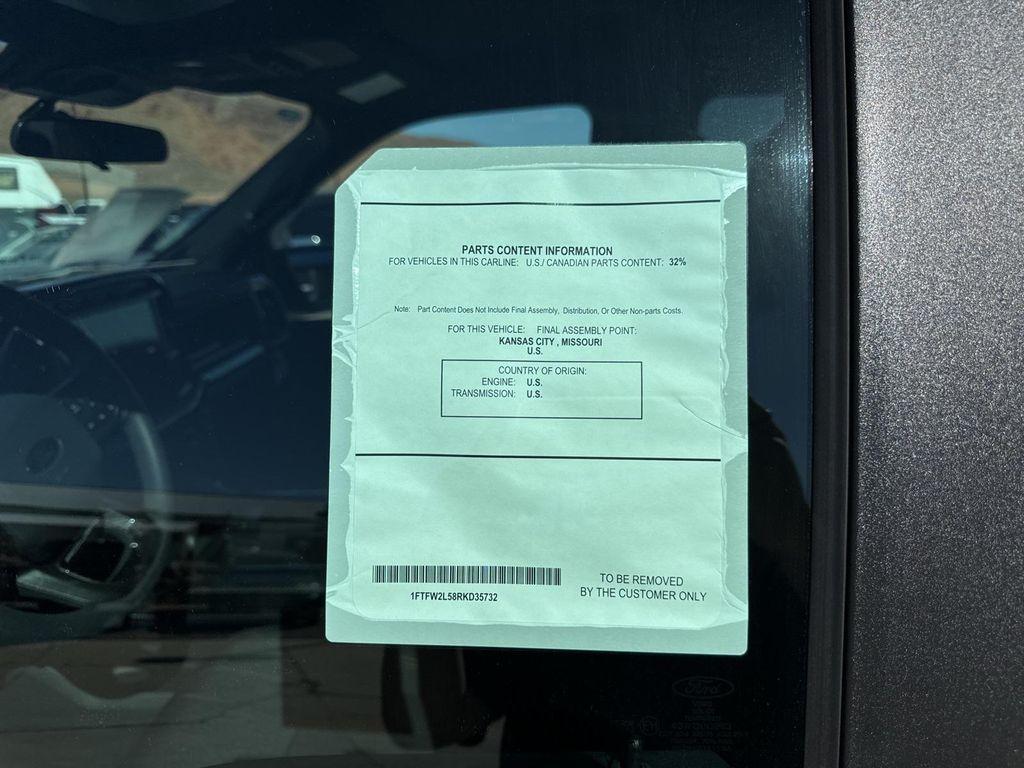 PARTS CONTENT INFORMATION
FOR VEHICLES IN THIS CARLINE: U.S./ CANADIAN PARTS CONTENT: 32%
Note: Part Content Does Not Include Final Assembly, Distribution, Or Other Non-parts Costs.
FOR THIS VEHICLE: FINAL ASSEMBLY POINT:
KANSAS CITY , MISSOURI
U.S.
COUNTRY OF ORIGIN:
ENGINE: U.S.
TRANSMISSION: U.S.
1FTFW2L58RKD35732
TO BE REMOVED
BY THE CUSTOMER ONLY
Ford